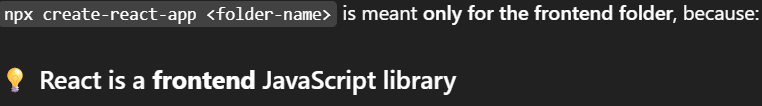 npx create-react-app <folder-name> is meant only for the frontend folder, because:
💡 React is a frontend JavaScript library